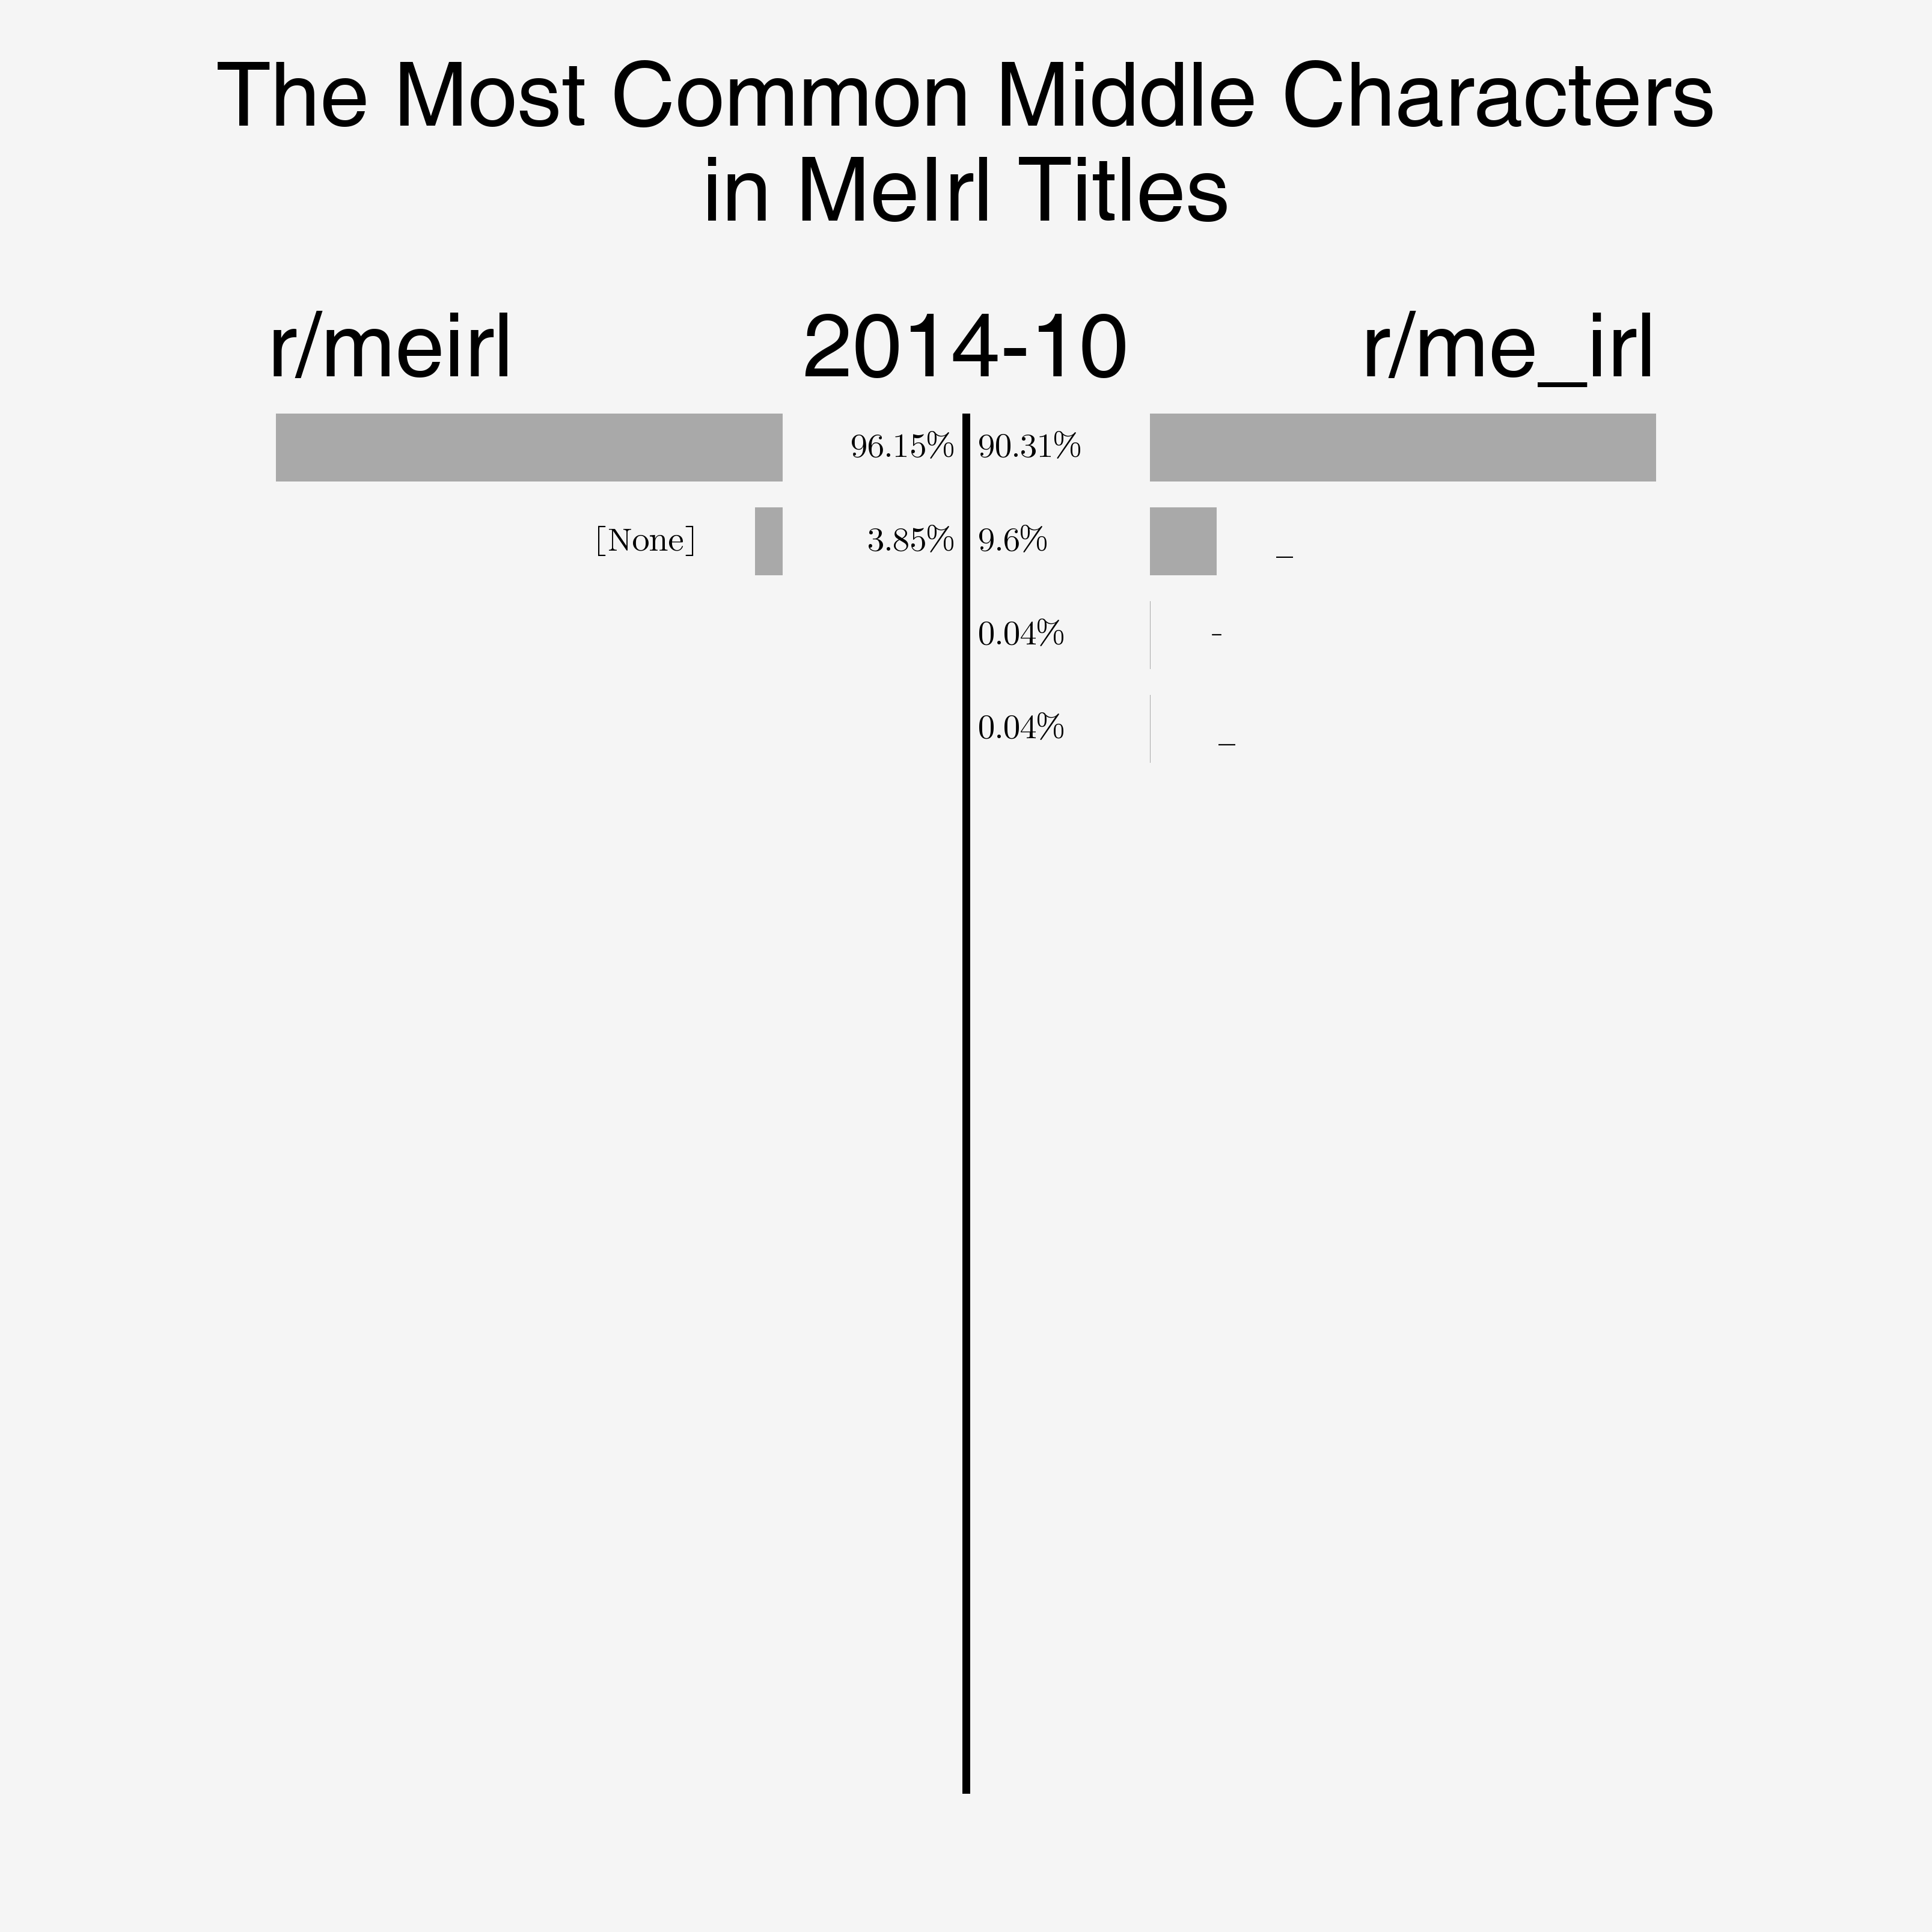 The Most Common Middle Characters
in MeIrl Titles
r/meirl 2014-10 r/me_irl
96.15% 90.31%
[None] 3.85% 9.6% _
0.04% -
0.04% _